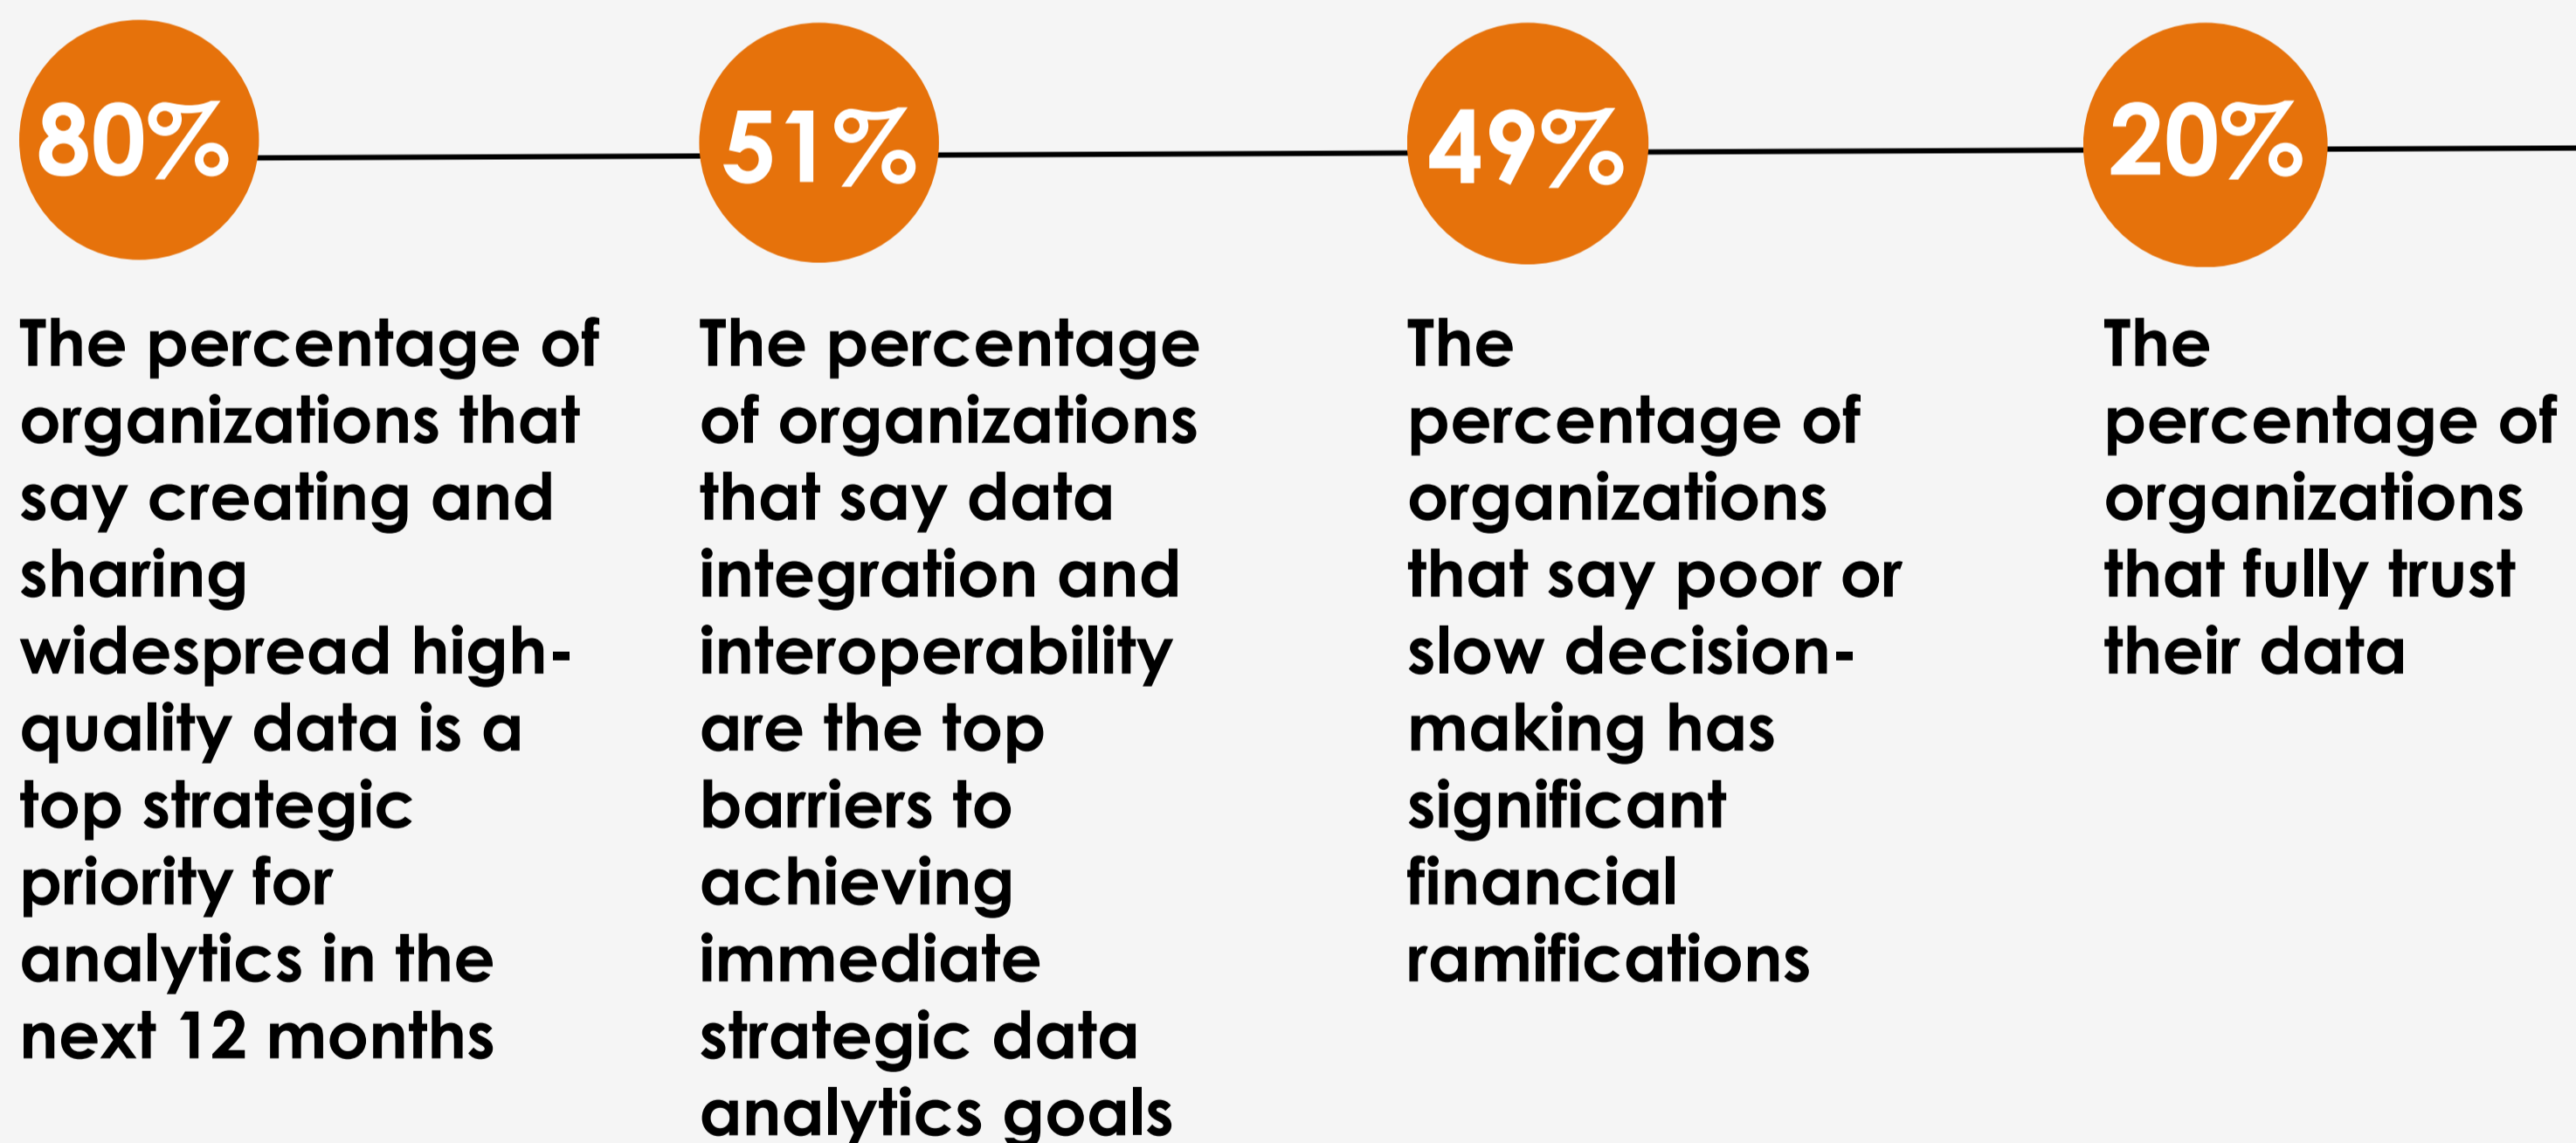 80%
The percentage of
organizations that
say creating and
sharing
widespread high-
quality data is a
top strategic
priority for
analytics in the
next 12 months
51%
The percentage
of organizations
that say data
integration and
interoperability
are the top
barriers to
achieving
immediate
strategic data
analytics goals
49%
The
percentage of
organizations
that say poor or
slow decision-
making has
significant
financial
ramifications
20%
The
percentage of
organizations
that fully trust
their data